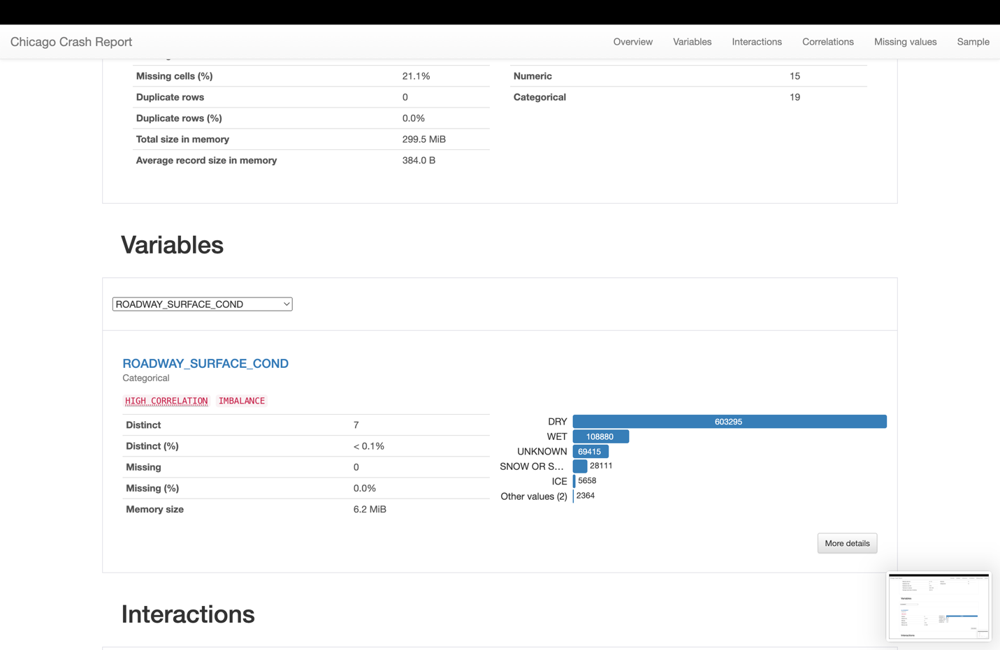 Chicago Crash Report
Overview Variables Interactions Correlations Missing values Sample
Missing cells (%) 21.1%
Duplicate rows 0
Duplicate rows (%) 0.0%
Total size in memory 299.5 MiB
Average record size in memory 384.0 B
Numeric 15
Categorical 19
Variables
ROADWAY_SURFACE_COND
ROADWAY_SURFACE_COND
Categorical
HIGH CORRELATION IMBALANCE
Distinct 7
Distinct (%) < 0.1%
Missing 0
Missing (%) 0.0%
Memory size 6.2 MiB
DRY 603295
WET 108880
UNKNOWN 69415
SNOW OR S... 28111
ICE 5658
Other values (2) 2364
More details
Interactions
Variables
Interactions